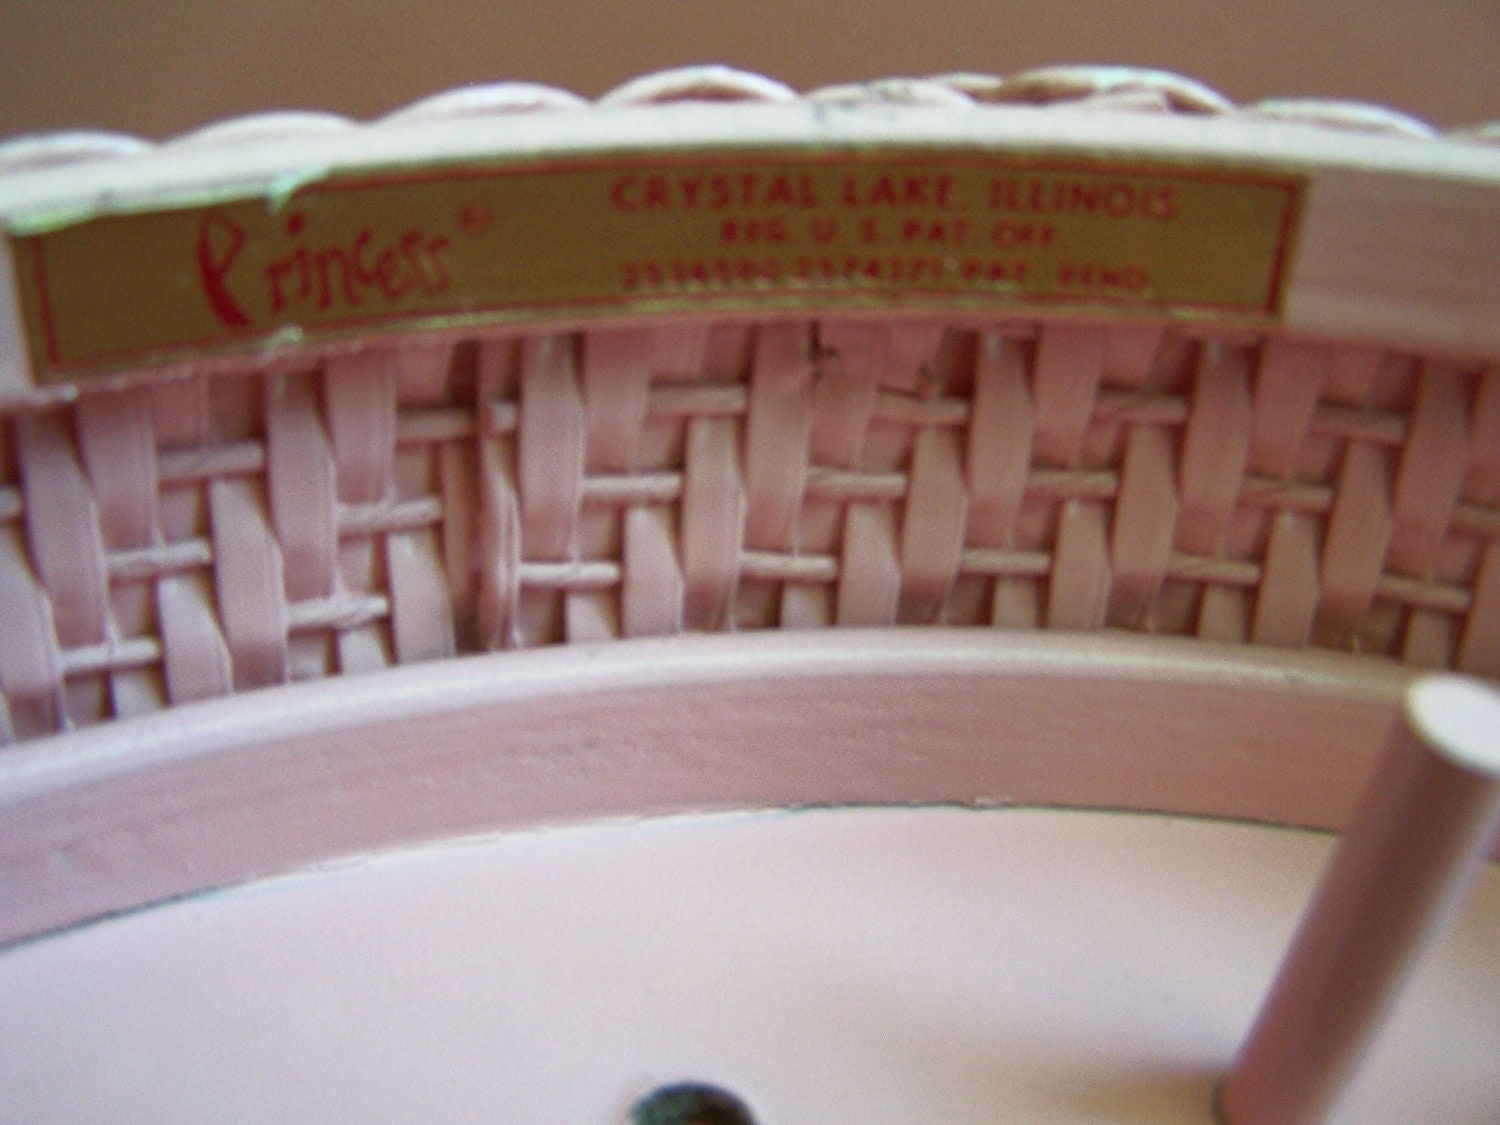 Princess®
CRYSTAL LAKE, ILLINOIS
REG. U. S. PAT. OFF.
PAT. PEND.